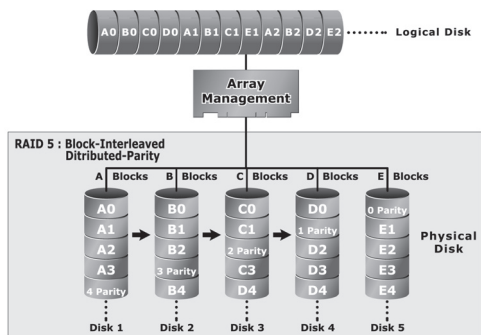 A0 B0 C0 D0 A1 B1 C1 E1 A2 B2 D2 E2 Logical Disk
Array
Management
RAID 5 : Block-Interleaved
Ditributed-Parity
A Blocks B Blocks C Blocks D Blocks E Blocks
A0 B0 C0 D0 0 Parity
A1 B1 C1 1 Parity E1
A2 B2 2 Parity D2 E2
A3 3 Parity C3 D3 E3
4 Parity B4 D4 D4 E4
Physical
Disk
Disk 1 Disk 2 Disk 3 Disk 4 Disk 5